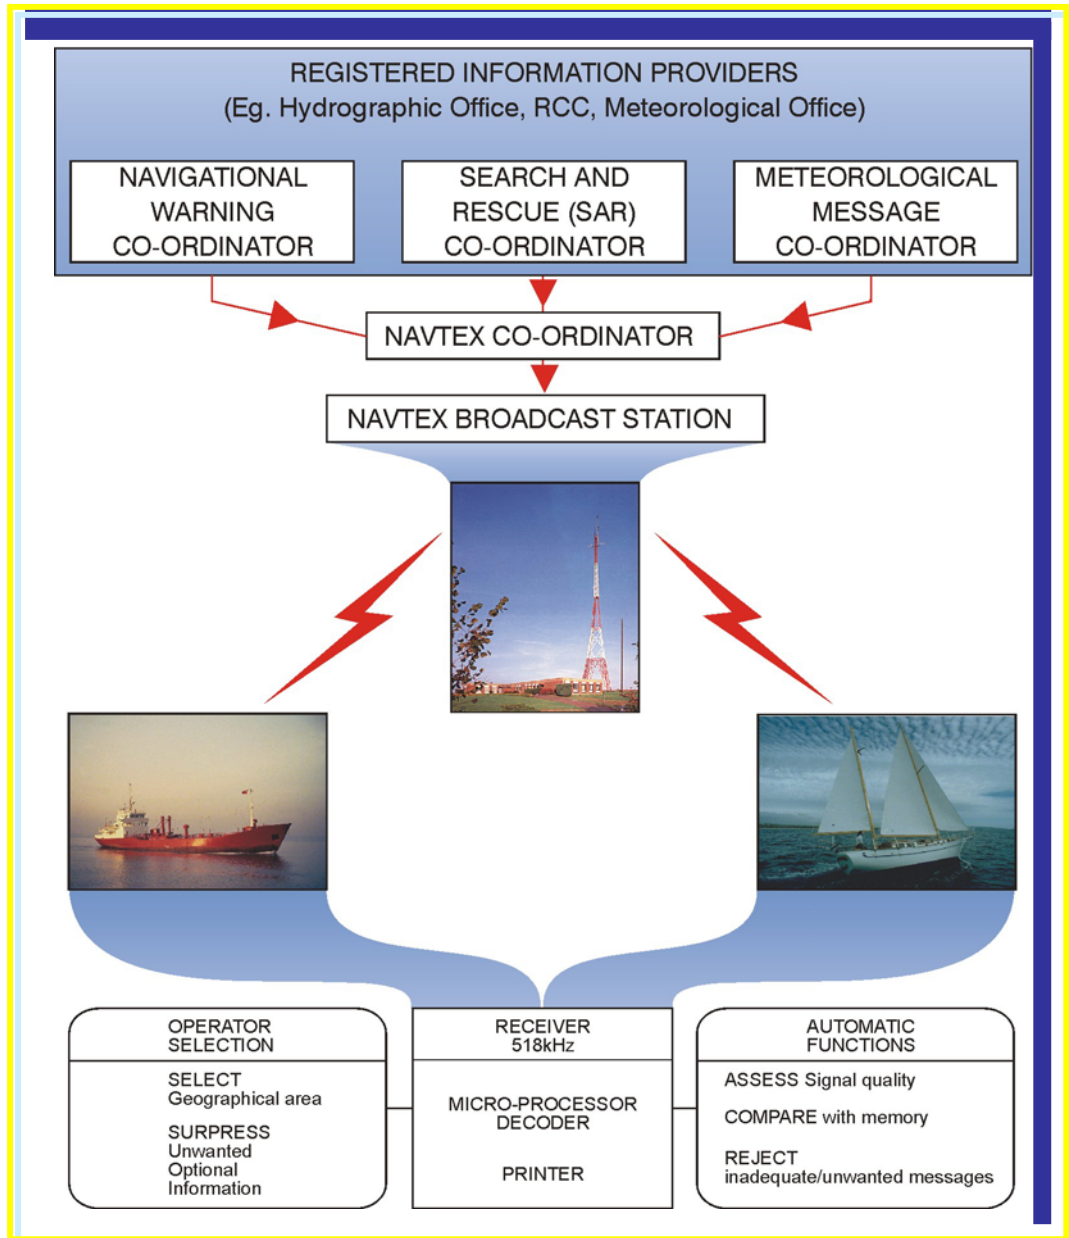 REGISTERED INFORMATION PROVIDERS
(Eg. Hydrographic Office, RCC, Meteorological Office)
NAVIGATIONAL
WARNING
CO-ORDINATOR
SEARCH AND
RESCUE (SAR)
CO-ORDINATOR
METEOROLOGICAL
MESSAGE
CO-ORDINATOR
NAVTEX CO-ORDINATOR
NAVTEX BROADCAST STATION
OPERATOR
SELECTION
SELECT
Geographical area
SURPRESS
Unwanted
Optional
Information
RECEIVER
518kHz
MICRO-PROCESSOR
DECODER
PRINTER
AUTOMATIC
FUNCTIONS
ASSESS Signal quality
COMPARE with memory
REJECT
inadequate/unwanted messages